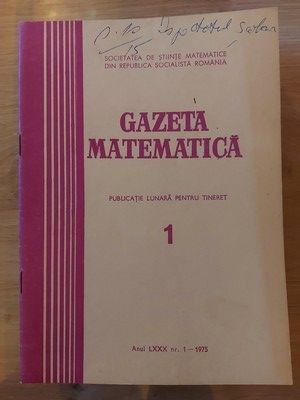 SOCIETATEA DE ȘTIINȚE MATEMATICE
DIN REPUBLICA SOCIALISTĂ ROMÂNIA
GAZETA
MATEMATICĂ
PUBLICAȚIE LUNARĂ PENTRU TINERET
1
Anul LXXX nr. 1—1975